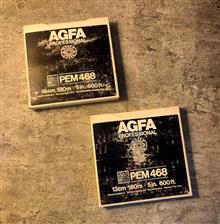 AGFA
PROFESSIONAL
PEM 468
13cm · 180m · 5in. 600ft.
AGFA
PROFESSIONAL
PEM 468
13cm · 180m · 5in. 600ft.